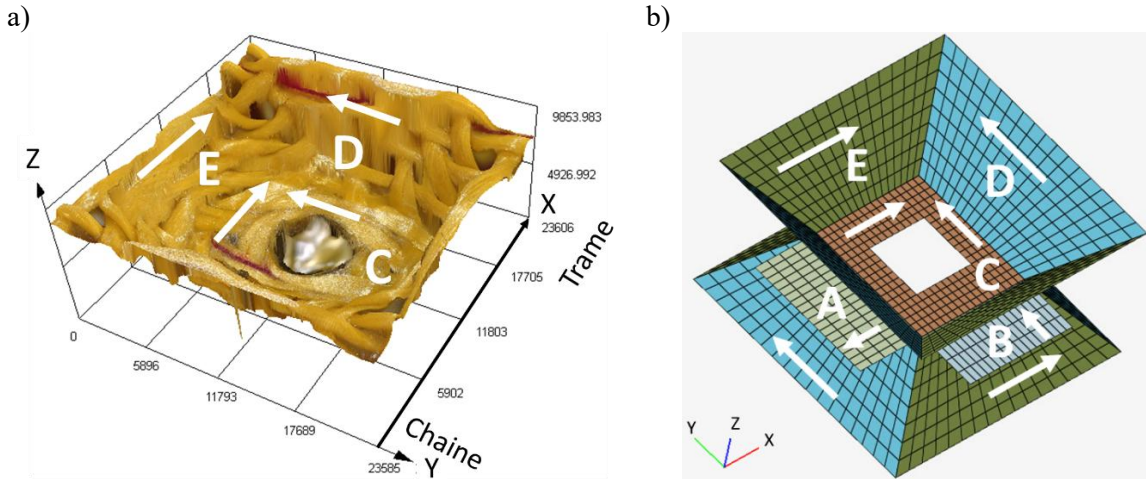 a)
b)
Z
9853.983
4926.992
X
23606
17705
11803
5902
Trame
E
D
C
0
5896
11793
17689
23585
Chaine
Y
E
D
C
A
B
Y
Z
X